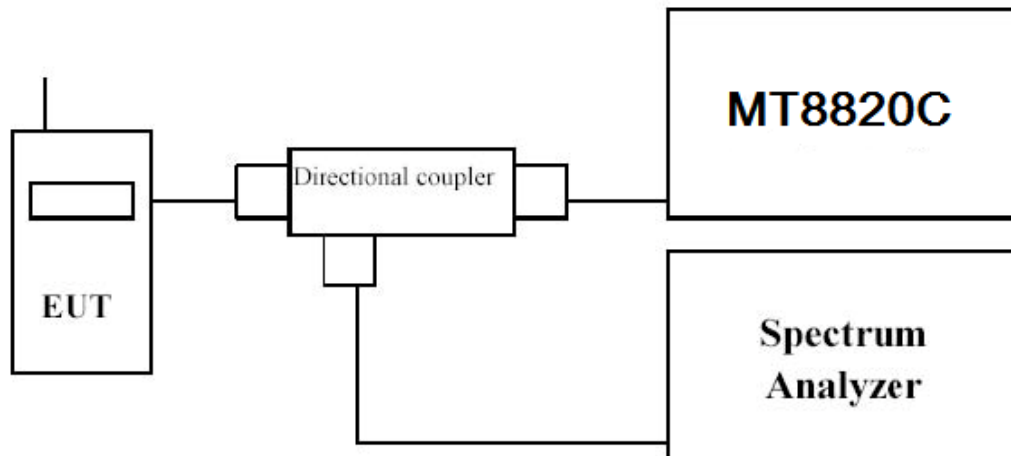 MT8820C
Directional coupler
EUT
Spectrum
Analyzer